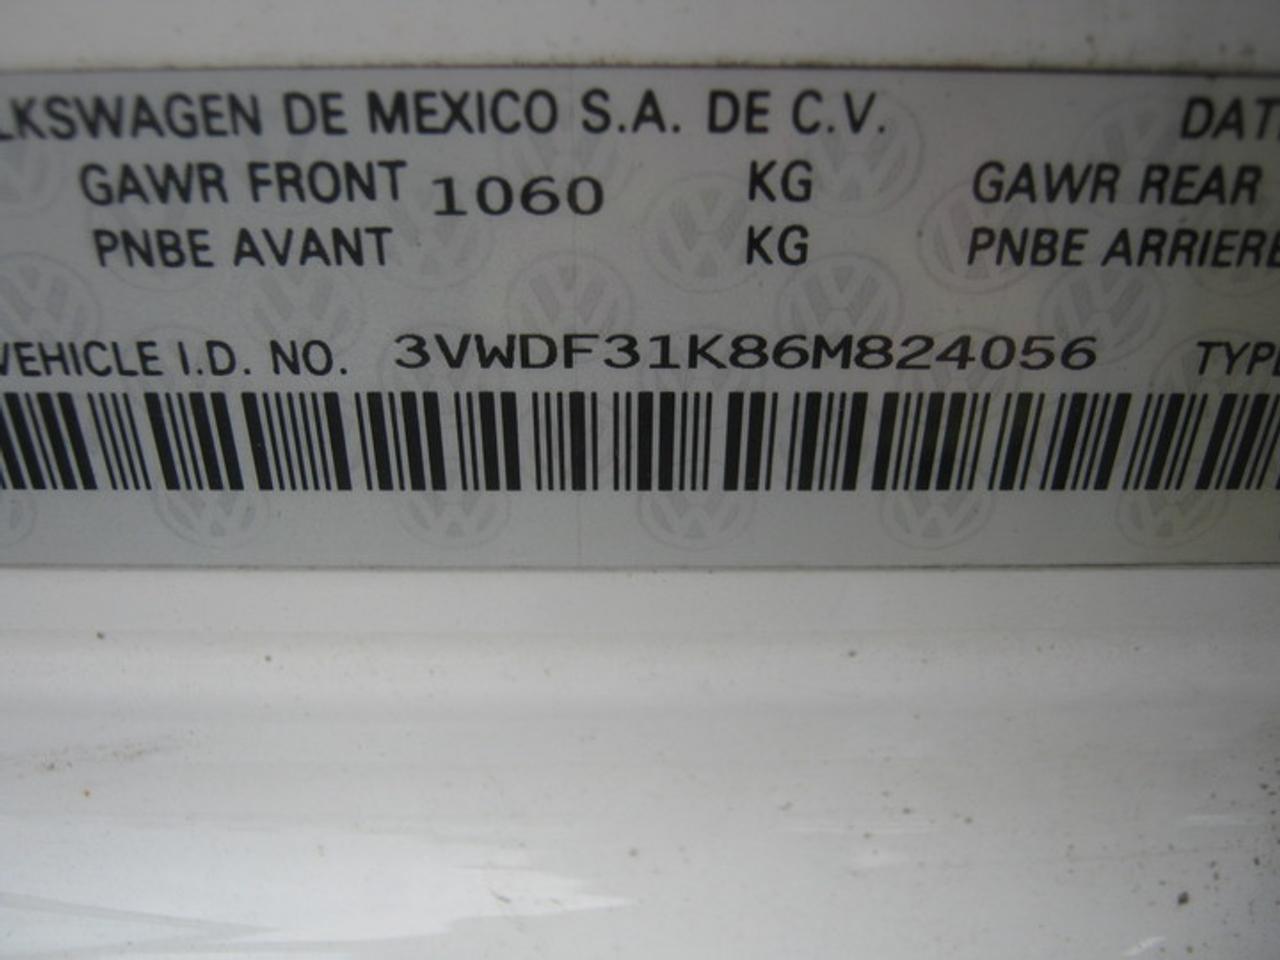 LKSWAGEN DE MEXICO S.A. DE C.V. DAT
GAWR FRONT 1060 KG GAWR REAR
PNBE AVANT KG PNBE ARRIERE
VEHICLE I.D. NO. 3VWDF31K86M824056 TYPE